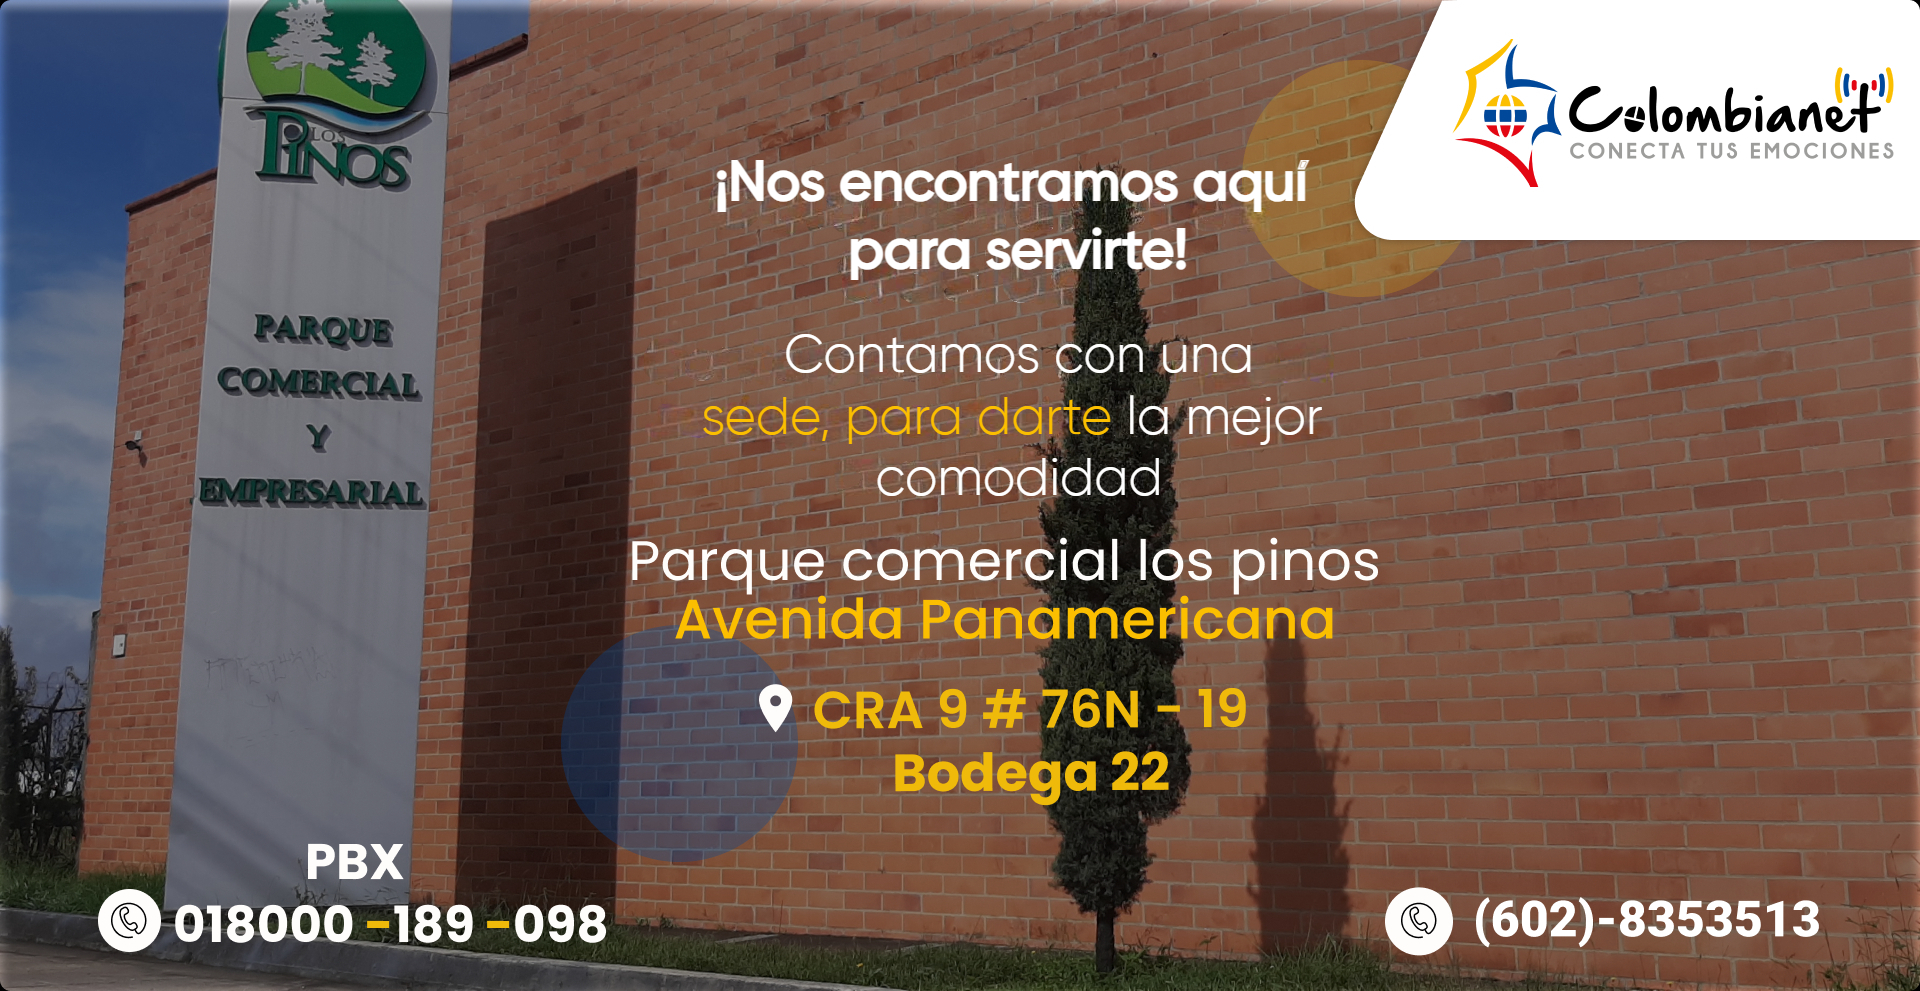 LOS
PINOS
PARQUE
COMERCIAL
Y
EMPRESARIAL
Colombianet
CONECTA TUS EMOCIONES
¡Nos encontramos aquí
para servirte!
Contamos con una
sede, para darte la mejor
comodidad
Parque comercial los pinos
Avenida Panamericana
CRA 9 # 76N - 19
Bodega 22
PBX
018000 -189 -098
(602)-8353513